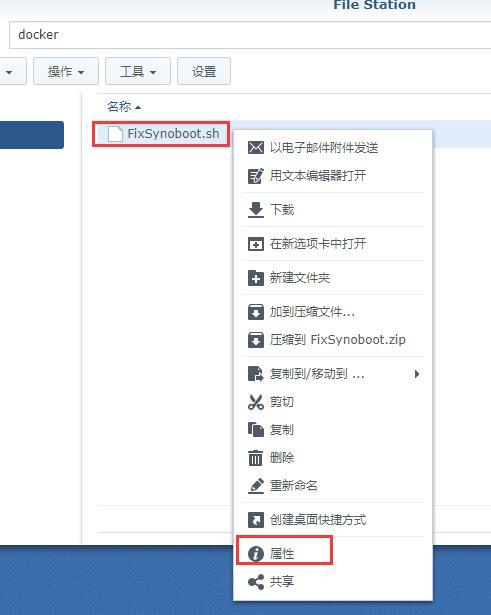 File Station
docker
操作
工具
设置
名称
FixSynoboot.sh
以电子邮件附件发送
用文本编辑器打开
下载
在新选项卡中打开
新建文件夹
加到压缩文件...
压缩到 FixSynoboot.zip
复制到/移动到 ...
剪切
复制
删除
重新命名
创建桌面快捷方式
属性
共享